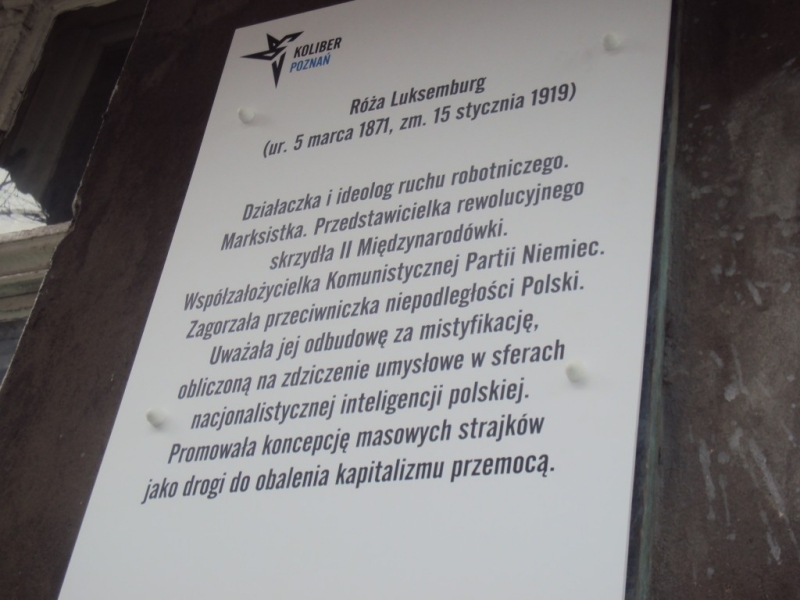 KOLIBER
POZNAŃ
Róża Luksemburg
(ur. 5 marca 1871, zm. 15 stycznia 1919)
Działaczka i ideolog ruchu robotniczego.
Marksistka. Przedstawicielka rewolucyjnego
skrzydła II Międzynarodówki.
Współzałożycielka Komunistycznej Partii Niemiec.
Zagorzała przeciwniczka niepodległości Polski.
Uważała jej odbudowę za mistyfikację,
obliczoną na zdziczenie umysłowe w sferach
nacjonalistycznej inteligencji polskiej.
Promowała koncepcję masowych strajków
jako drogi do obalenia kapitalizmu przemocą.